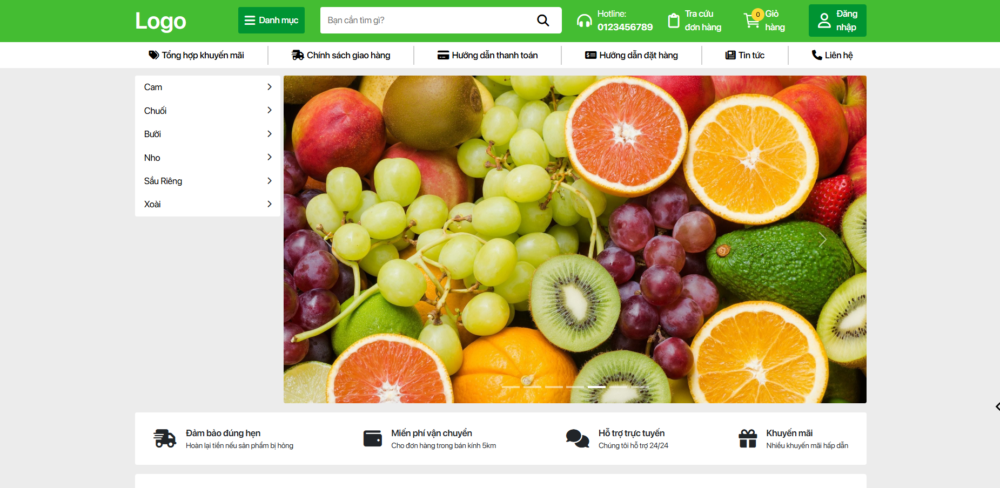 Logo
Danh mục
Bạn cần tìm gì?
Hotline:
0123456789
Tra cứu
đơn hàng
0
Giỏ
hàng
Đăng
nhập
Tổng hợp khuyến mãi
Chính sách giao hàng
Hướng dẫn thanh toán
Hướng dẫn đặt hàng
Tin tức
Liên hệ
Cam
Chuối
Bưởi
Nho
Sầu Riêng
Xoài
Đảm bảo đúng hẹn
Hoàn lại tiền nếu sản phẩm bị hỏng
Miễn phí vận chuyển
Cho đơn hàng trong bán kính 5km
Hỗ trợ trực tuyến
Chúng tôi hỗ trợ 24/24
Khuyến mãi
Nhiều khuyến mãi hấp dẫn